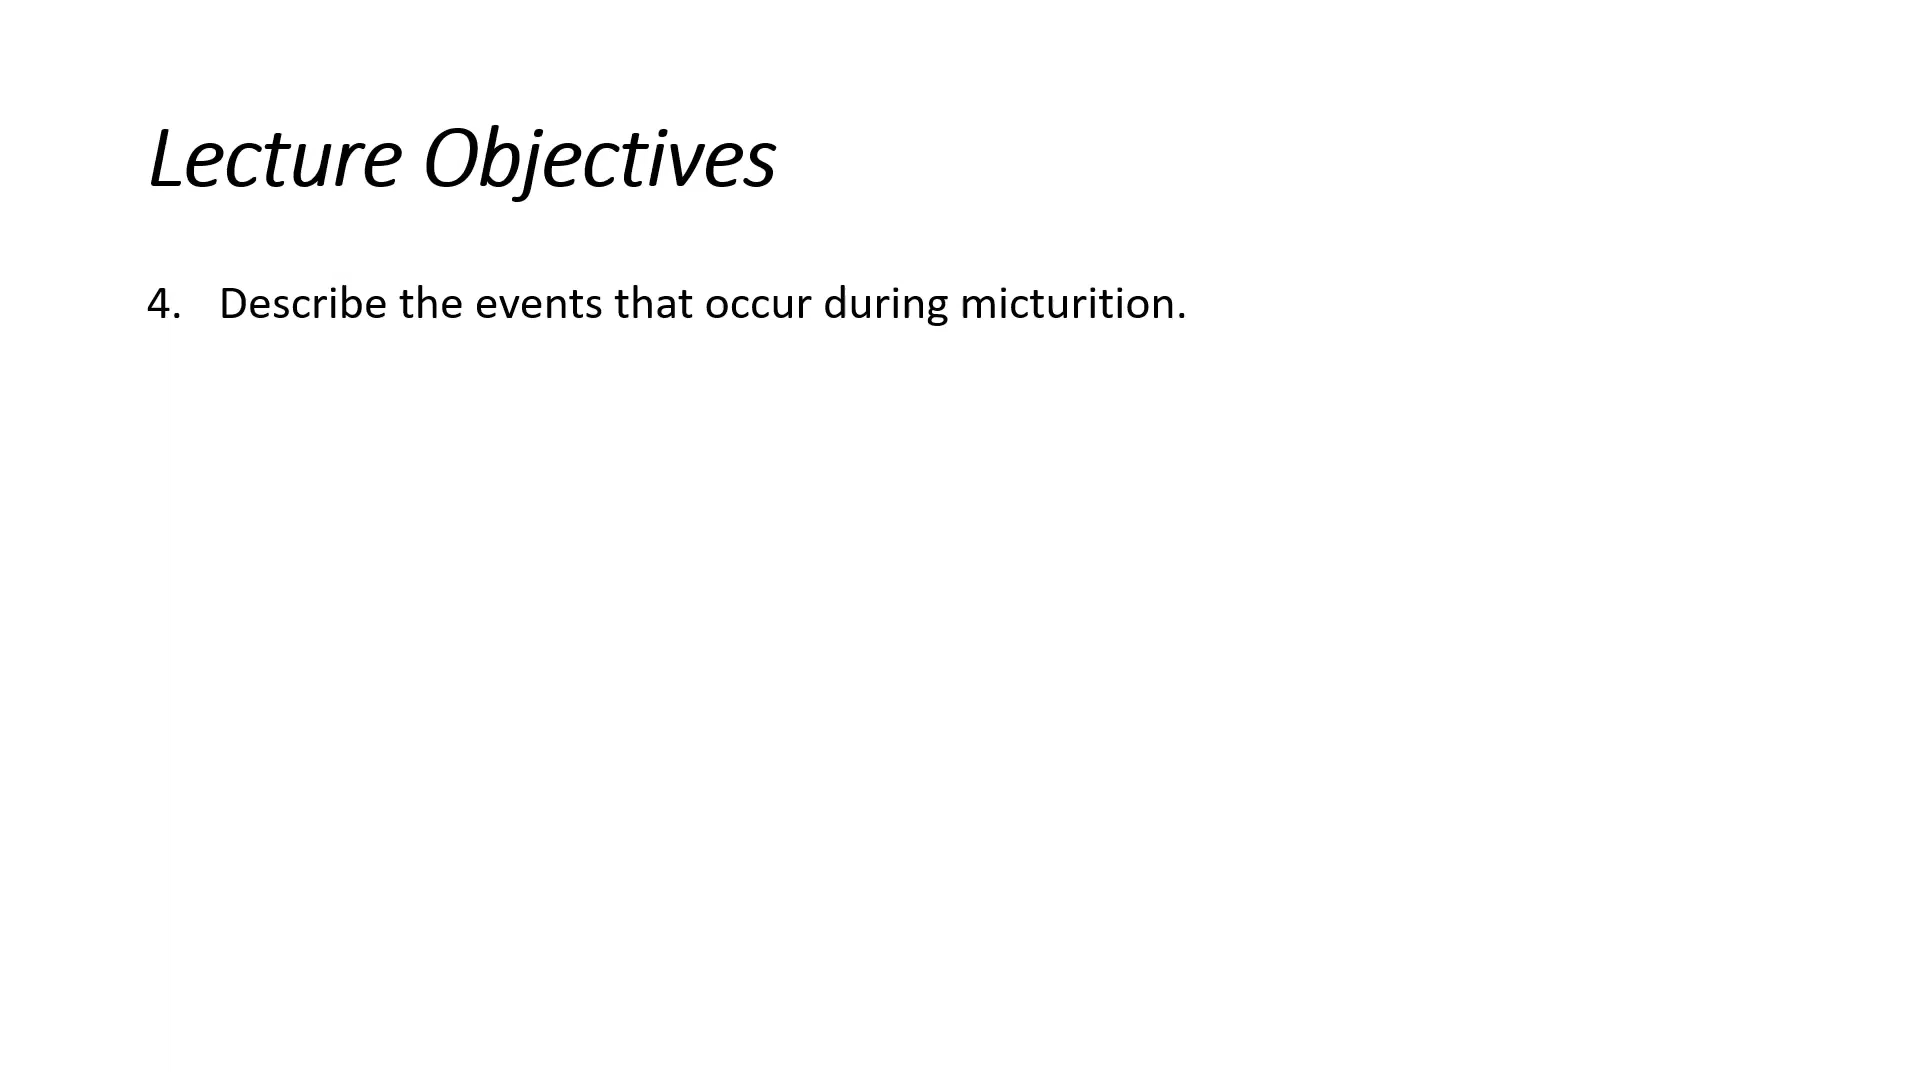 Lecture Objectives
4. Describe the events that occur during micturition.